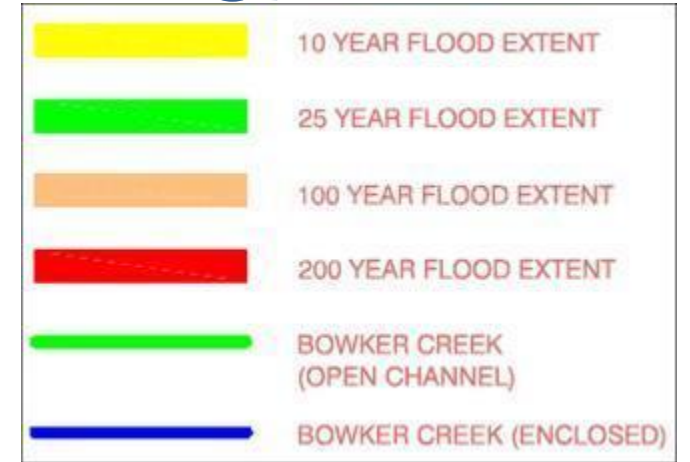 10 YEAR FLOOD EXTENT
25 YEAR FLOOD EXTENT
100 YEAR FLOOD EXTENT
200 YEAR FLOOD EXTENT
BOWKER CREEK
(OPEN CHANNEL)
BOWKER CREEK (ENCLOSED)